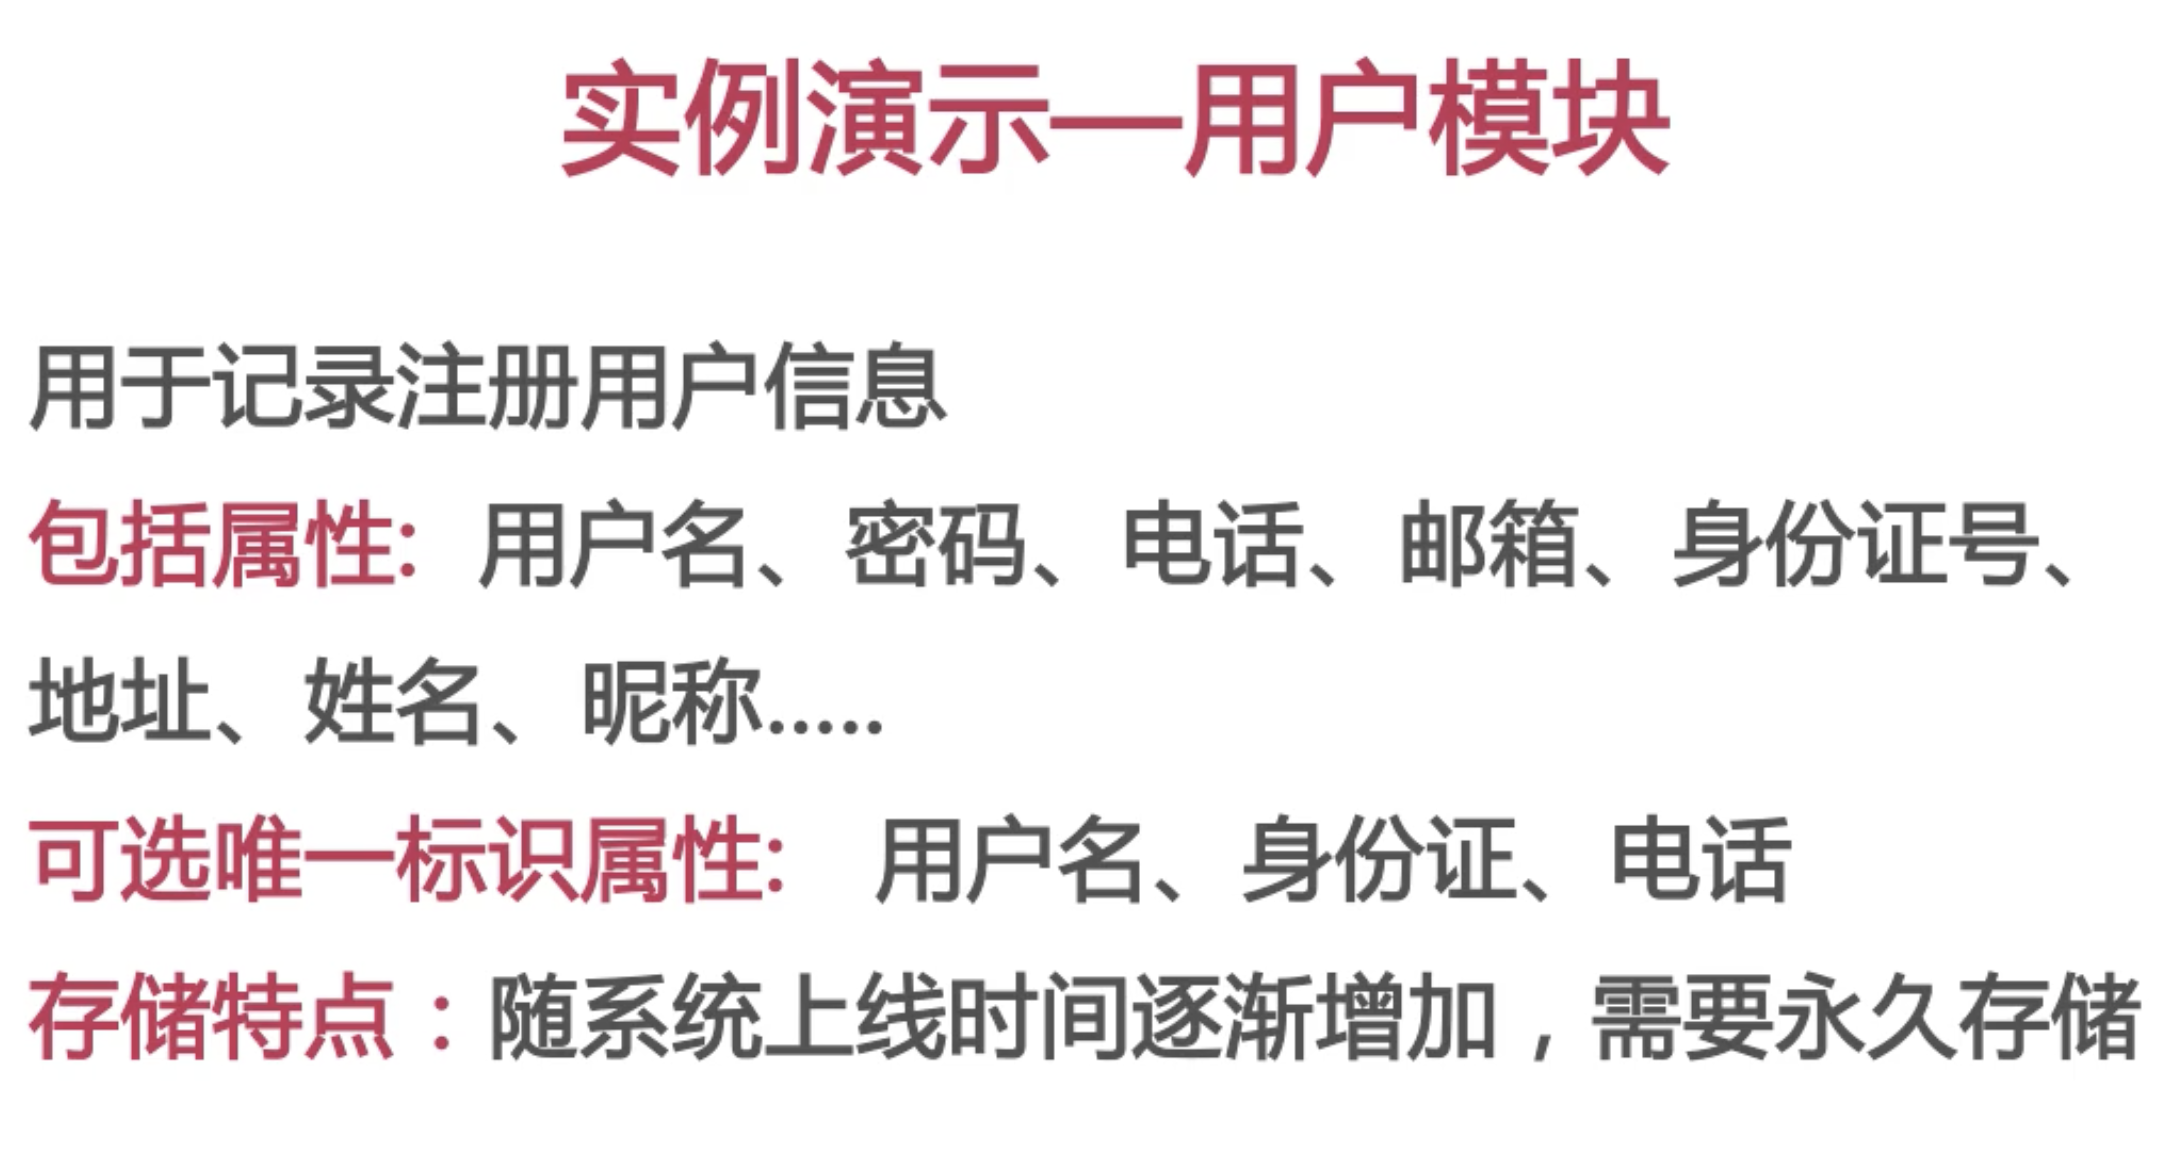 实例演示—用户模块
用于记录注册用户信息
包括属性: 用户名、密码、电话、邮箱、身份证号、
地址、姓名、昵称.....
可选唯一标识属性: 用户名、身份证、电话
存储特点：随系统上线时间逐渐增加，需要永久存储